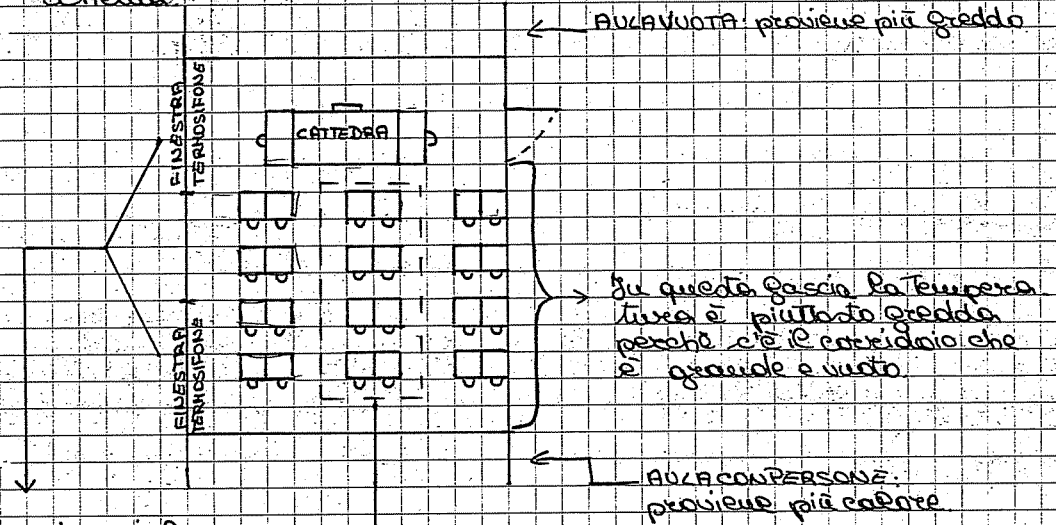 schema:
AULA VUOTA: proviene più freddo
FINESTRA
TERMOSIFONE
CATTEDRA
In questa fascia la tempera
tura è piuttosto fredda
perchè c'è il corridoio che
è grande e vuoto.
FINESTRA
TERMOSIFONE
AULA CON PERSONE:
proviene più calore.